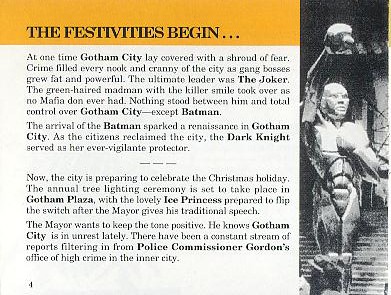 THE FESTIVITIES BEGIN . . .
At one time Gotham City lay covered with a shroud of fear.
Crime filled every nook and cranny of the city as gang bosses
grew fat and powerful. The ultimate leader was The Joker.
The green-haired madman with the killer smile took over as
no Mafia don ever had. Nothing stood between him and total
control over Gotham City—except Batman.
The arrival of the Batman sparked a renaissance in Gotham
City. As the citizens reclaimed the city, the Dark Knight
served as her ever-vigilante protector.
— — —
Now, the city is preparing to celebrate the Christmas holiday.
The annual tree lighting ceremony is set to take place in
Gotham Plaza, with the lovely Ice Princess prepared to flip
the switch after the Mayor gives his traditional speech.
The Mayor wants to keep the tone positive. He knows Gotham
City is in unrest lately. There have been a constant stream of
reports filtering in from Police Commissioner Gordon's
office of high crime in the inner city.
4